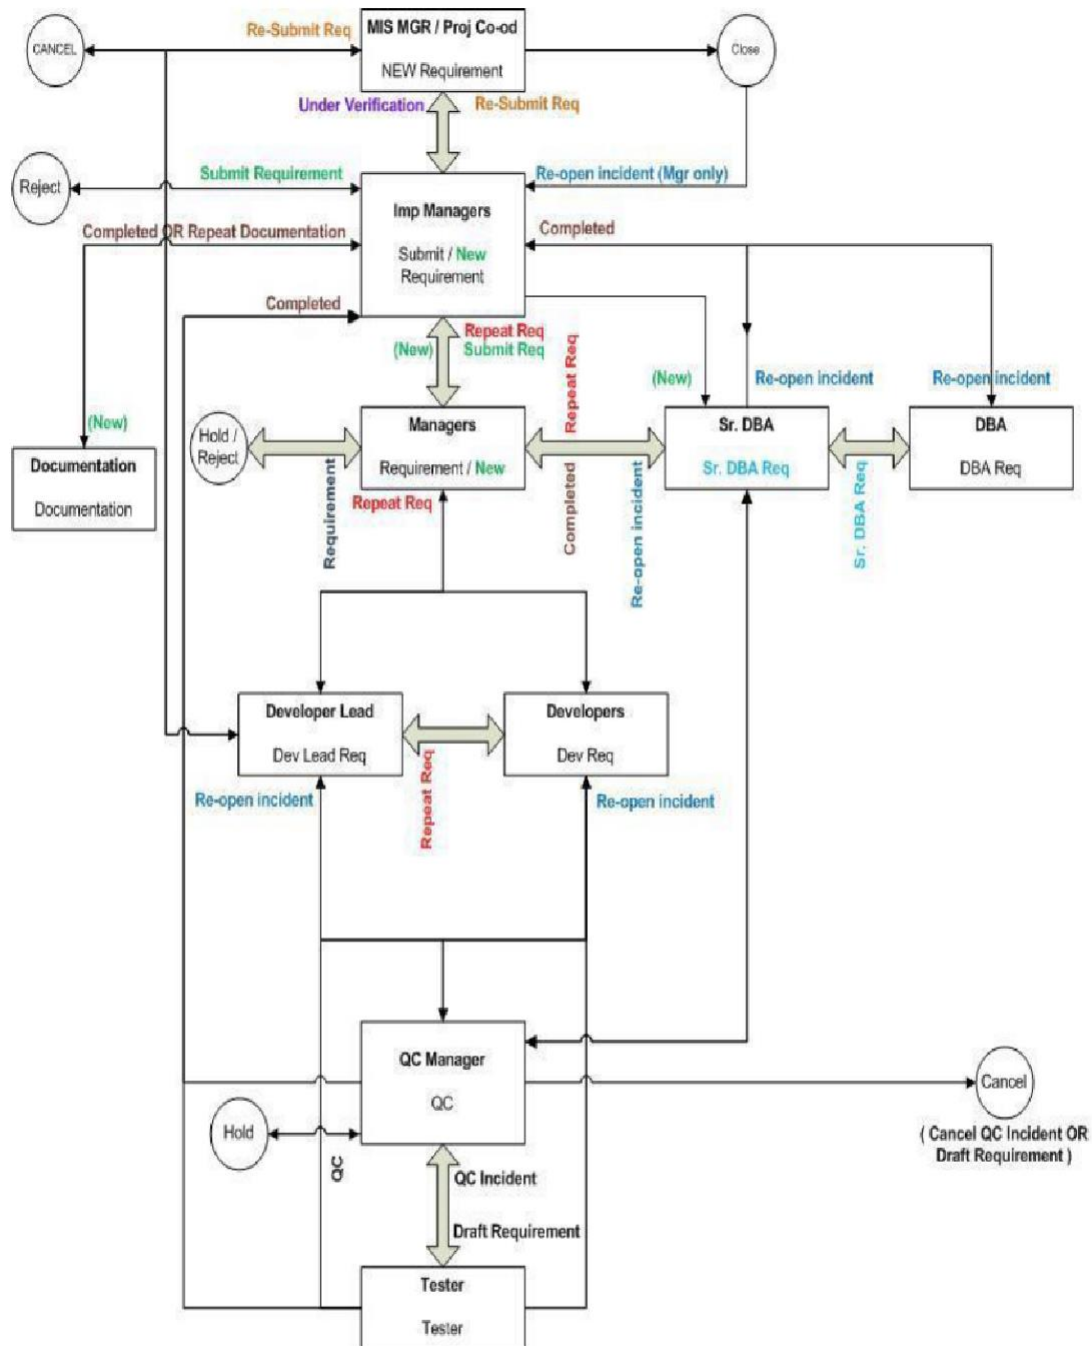 Re-Submit Req
MIS MGR / Proj Co-od
NEW Requirement
CANCEL
Close
Under Verification
Re-Submit Req
Reject
Submit Requirement
Re-open incident (Mgr only)
Imp Managers
Submit / New
Requirement
Completed OR Repeat Documentation
Completed
Completed
(New)
Repeat Req
Submit Req
Repeat Req
(New)
Re-open incident
Re-open incident
(New)
Hold /
Reject
Managers
Requirement / New
Sr. DBA
Sr. DBA Req
DBA
DBA Req
Documentation
Documentation
Repeat Req
Requirement
Completed
Re-open incident
Sr. DBA Req
Developer Lead
Dev Lead Req
Developers
Dev Req
Re-open incident
Repeat Req
Re-open incident
QC Manager
QC
Cancel
Hold
( Cancel QC Incident OR
Draft Requirement )
QC
QC Incident
Draft Requirement
Tester
Tester